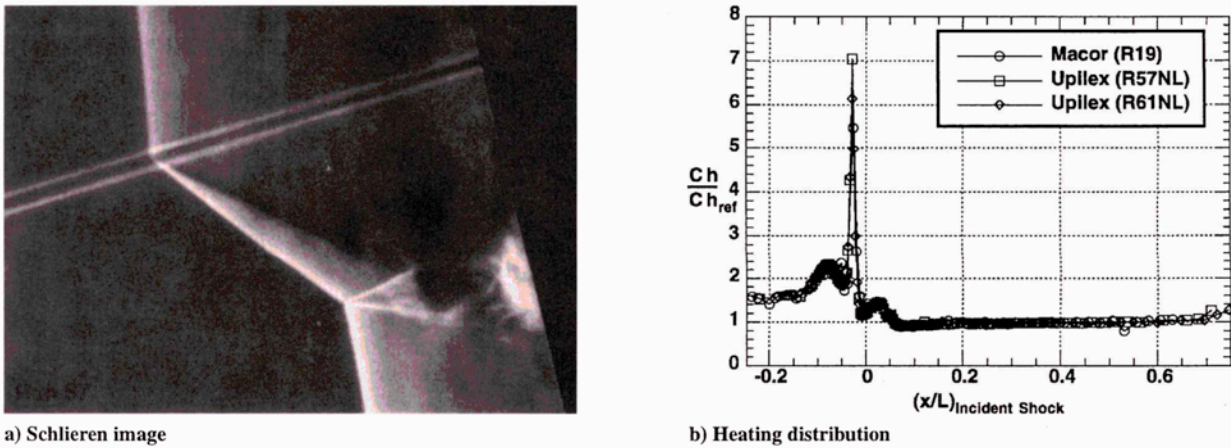 8
7
6
5
4
3
2
1
0
Ch
Ch_ref
Macor (R19)
Upilex (R57NL)
Upilex (R61NL)
-0.2 0 0.2 0.4 0.6
(x/L)Incident Shock
a) Schlieren image
b) Heating distribution